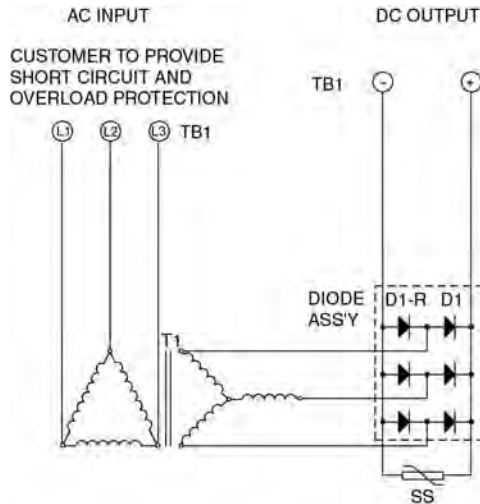 AC INPUT
DC OUTPUT
CUSTOMER TO PROVIDE
SHORT CIRCUIT AND
OVERLOAD PROTECTION
TB1
-
+
L1
L2
L3
TB1
DIODE
ASS'Y
D1-R
D1
T1
SS